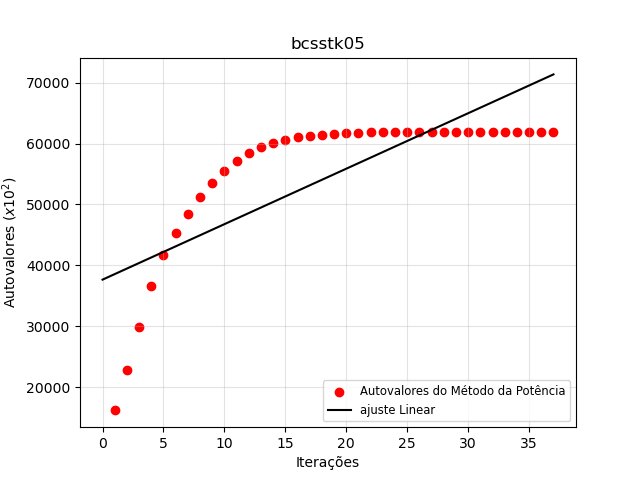 bcsstk05
Autovalores (x10²)
70000
60000
50000
40000
30000
20000
0
5
10
15
20
25
30
35
Iterações
Autovalores do Método da Potência
ajuste Linear